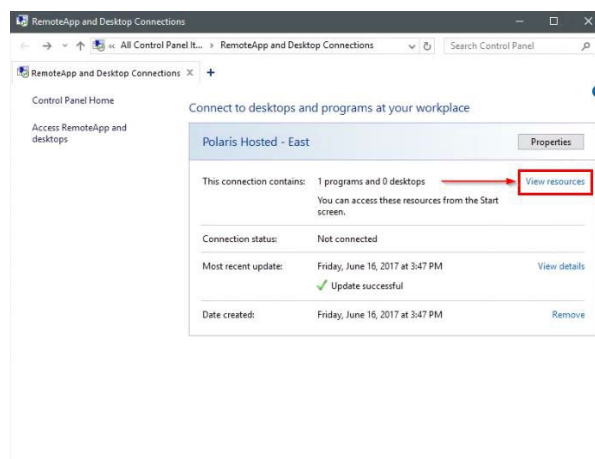 RemoteApp and Desktop Connections
« All Control Panel It... › RemoteApp and Desktop Connections
Search Control Panel
RemoteApp and Desktop Connections X +
Control Panel Home
Access RemoteApp and
desktops
Connect to desktops and programs at your workplace
Polaris Hosted - East
Properties
This connection contains: 1 programs and 0 desktops View resources
You can access these resources from the Start
screen.
Connection status: Not connected
Most recent update: Friday, June 16, 2017 at 3:47 PM View details
Update successful
Date created: Friday, June 16, 2017 at 3:47 PM Remove